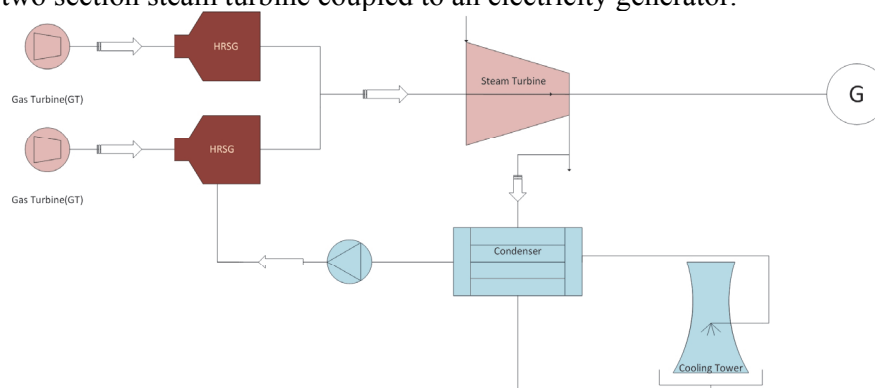 two section steam turbine coupled to an electricity generator.
HRSG
Steam Turbine
G
Gas Turbine(GT)
HRSG
Gas Turbine(GT)
Condenser
Cooling Tower